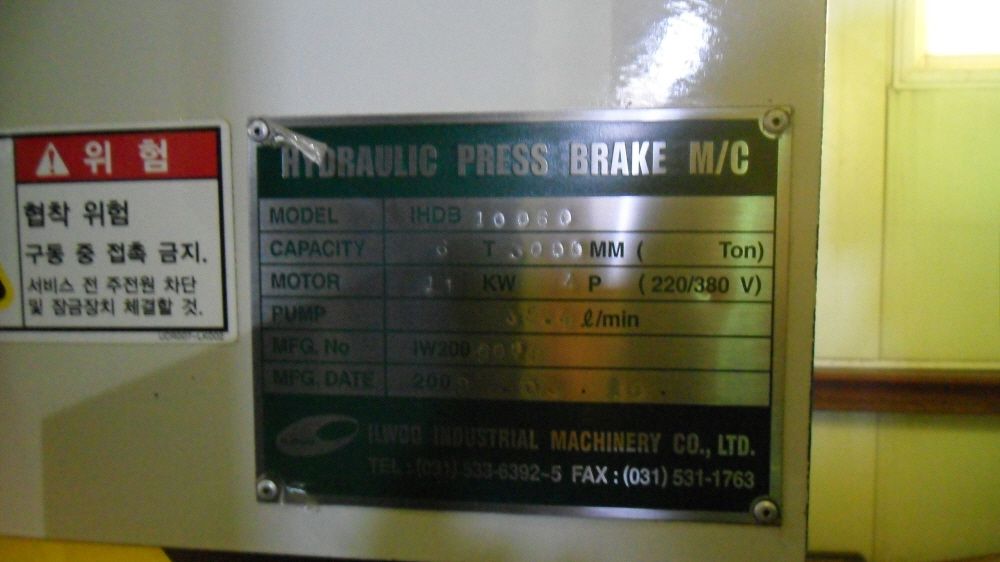 위 험
협착 위험
구동 중 접촉 금지.
서비스 전 주전원 차단
및 잠금장치 체결할 것.
HYDRAULIC PRESS BRAKE M/C
MODEL IHDB 10060
CAPACITY 6 T MM ( Ton)
MOTOR KW 4 P ( 220/380 V)
PUMP ℓ/min
MFG. No
MFG. DATE
ILWOO INDUSTRIAL MACHINERY CO., LTD.
TEL : (031) 533-6392~5 FAX : (031) 531-1763